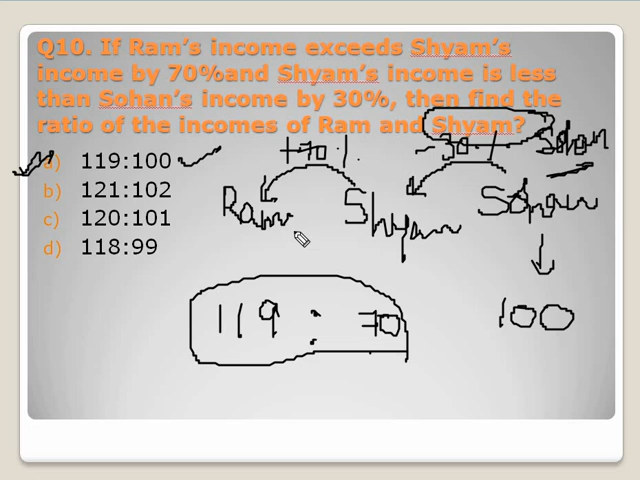 Q10. If Ram’s income exceeds Shyam’s
income by 70%and Shyam’s income is less
than Sohan’s income by 30%, then find the
ratio of the incomes of Ram and Shyam?
a) 119:100
b) 121:102
c) 120:101
d) 118:99
+70% -30% Sohan
Ram Shyam Sohan
119 : 70 100